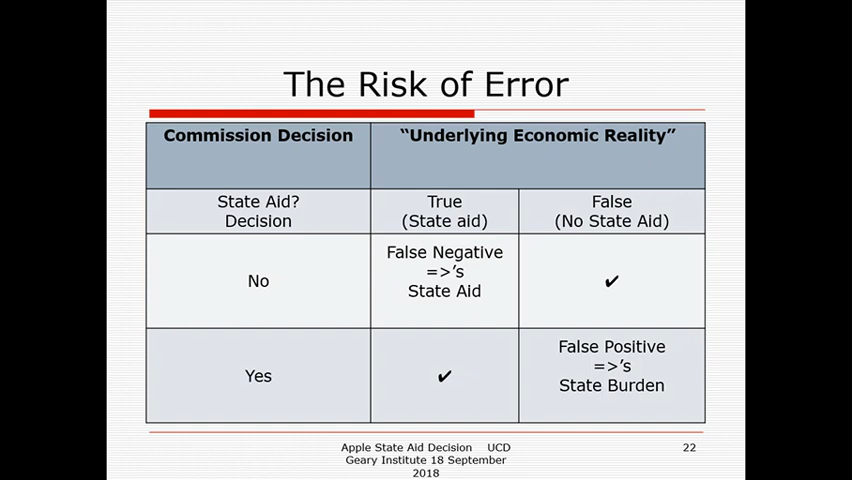 The Risk of Error
Commission Decision
“Underlying Economic Reality”
State Aid?
Decision
True
(State aid)
False
(No State Aid)
No
False Negative
=>’s
State Aid
✔
Yes
✔
False Positive
=>’s
State Burden
Apple State Aid Decision UCD
Geary Institute 18 September
2018
22